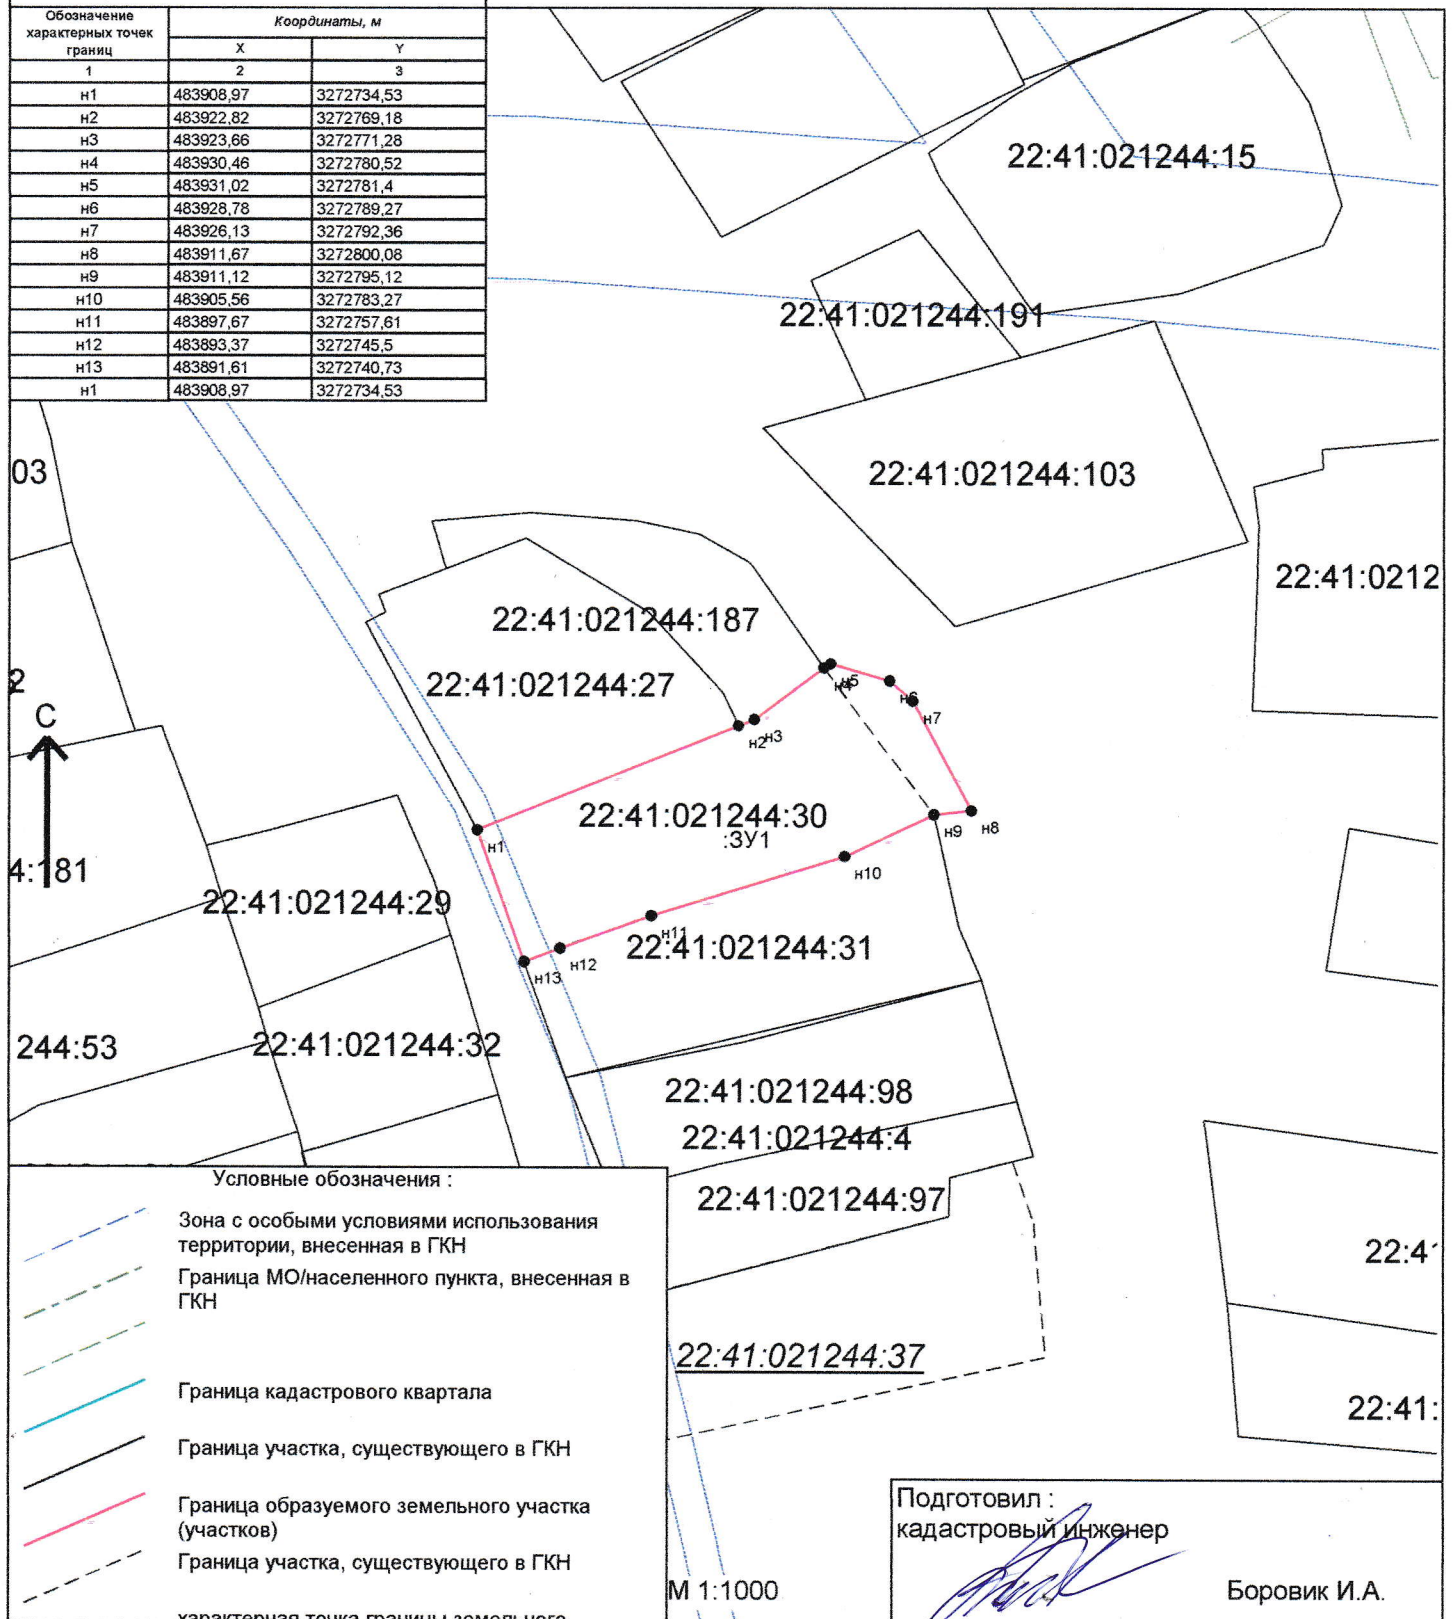 Обозначение характерных точек границ
Координаты, м
X Y
1 2 3
н1 483908,97 3272734,53
н2 483922,82 3272769,18
н3 483923,66 3272771,28
н4 483930,46 3272780,52
н5 483931,02 3272781,4
н6 483928,78 3272789,27
н7 483926,13 3272792,36
н8 483911,67 3272800,08
н9 483911,12 3272795,12
н10 483905,56 3272783,27
н11 483897,67 3272757,61
н12 483893,37 3272745,5
н13 483891,61 3272740,73
н1 483908,97 3272734,53
22:41:021244:15
22:41:021244:191
03
22:41:021244:103
22:41:0212
22:41:021244:187
2
22:41:021244:27
н4
н5
н6
н7
С
н2
н3
22:41:021244:30
:ЗУ1
н1
н9
н8
4:181
н10
22:41:021244:29
н11
22:41:021244:31
н12
н13
244:53
22:41:021244:32
22:41:021244:98
22:41:021244:4
22:41:021244:97
22:4
22:41:021244:37
22:41:
Условные обозначения :
Зона с особыми условиями использования
территории, внесенная в ГКН
Граница МО/населенного пункта, внесенная в
ГКН
Граница кадастрового квартала
Граница участка, существующего в ГКН
Граница образуемого земельного участка
(участков)
Граница участка, существующего в ГКН
характерная точка границы земельного
М 1:1000
Подготовил :
кадастровый инженер
Боровик И.А.